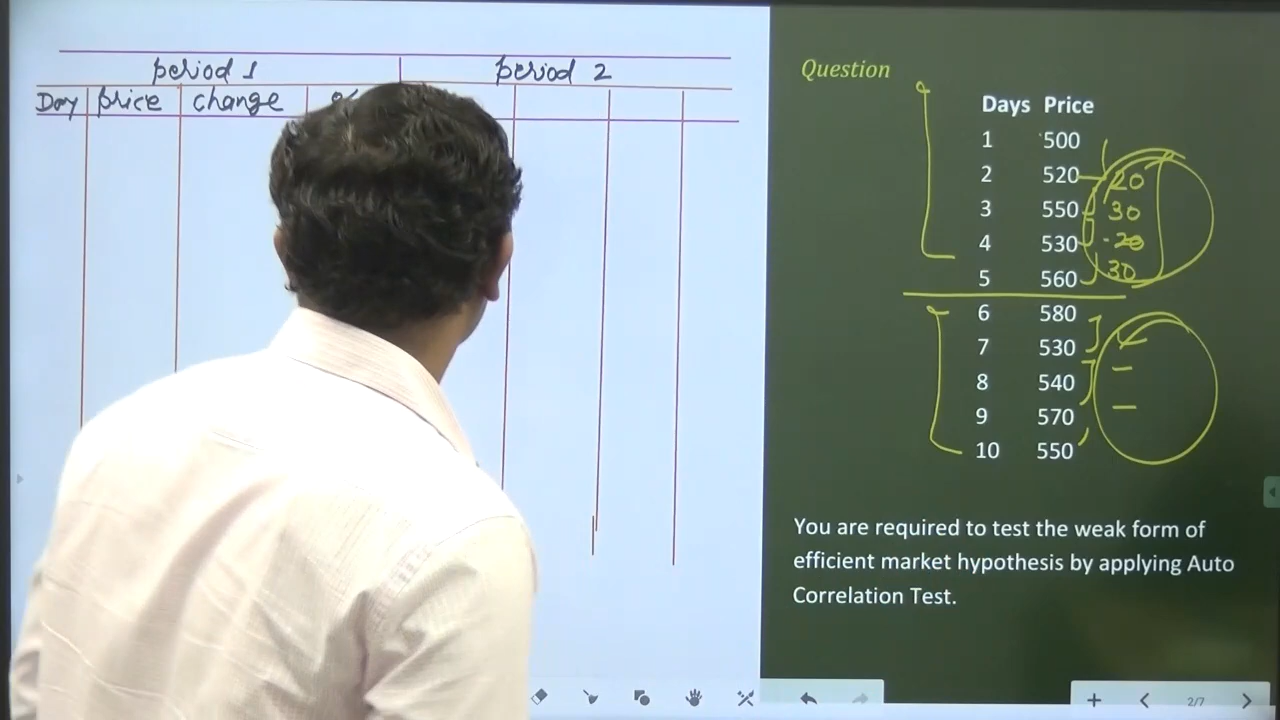 period 1 period 2
Day price change %
Question
Days Price
1 500
2 520 20
3 550 30
4 530 -20
5 560 30
6 580
7 530
8 540
9 570
10 550
You are required to test the weak form of
efficient market hypothesis by applying Auto
Correlation Test.
2/7